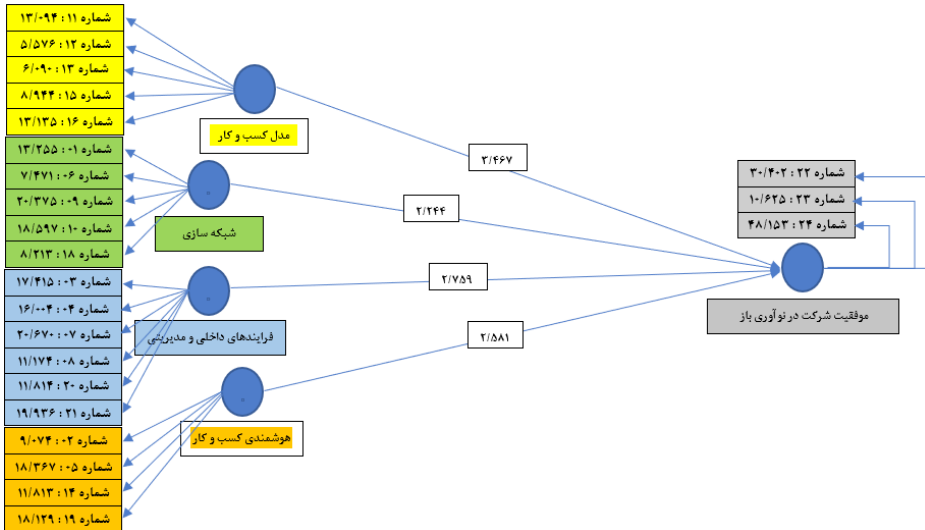 شماره ۱۱ : ۱۳/۰۹۴
شماره ۱۲ : ۵/۵۷۶
شماره ۱۳ : ۶/۰۹۰
شماره ۱۵ : ۸/۹۴۴
شماره ۱۶ : ۱۳/۱۳۵
شماره ۰۱ : ۱۳/۲۵۵
شماره ۰۶ : ۷/۴۷۱
شماره ۰۹ : ۲۰/۳۷۵
شماره ۱۰ : ۱۸/۵۹۷
شماره ۱۸ : ۸/۲۱۳
شماره ۰۳ : ۱۷/۴۱۵
شماره ۰۴ : ۱۶/۰۰۴
شماره ۰۷ : ۲۰/۶۷۰
شماره ۰۸ : ۱۱/۱۷۴
شماره ۲۰ : ۱۱/۸۱۴
شماره ۲۱ : ۱۹/۹۳۶
شماره ۰۲ : ۹/۰۷۴
شماره ۰۵ : ۱۸/۳۶۷
شماره ۱۴ : ۱۱/۸۱۳
شماره ۱۹ : ۱۸/۱۲۹
مدل کسب و کار
شبکه سازی
فرایندهای داخلی و مدیریتی
هوشمندی کسب و کار
۳/۴۶۷
۲/۲۴۴
۲/۷۵۹
۲/۵۸۱
شماره ۲۲ : ۳۰/۴۰۲
شماره ۲۳ : ۱۰/۶۲۵
شماره ۲۴ : ۴۸/۱۵۳
موفقیت شرکت در نوآوری باز